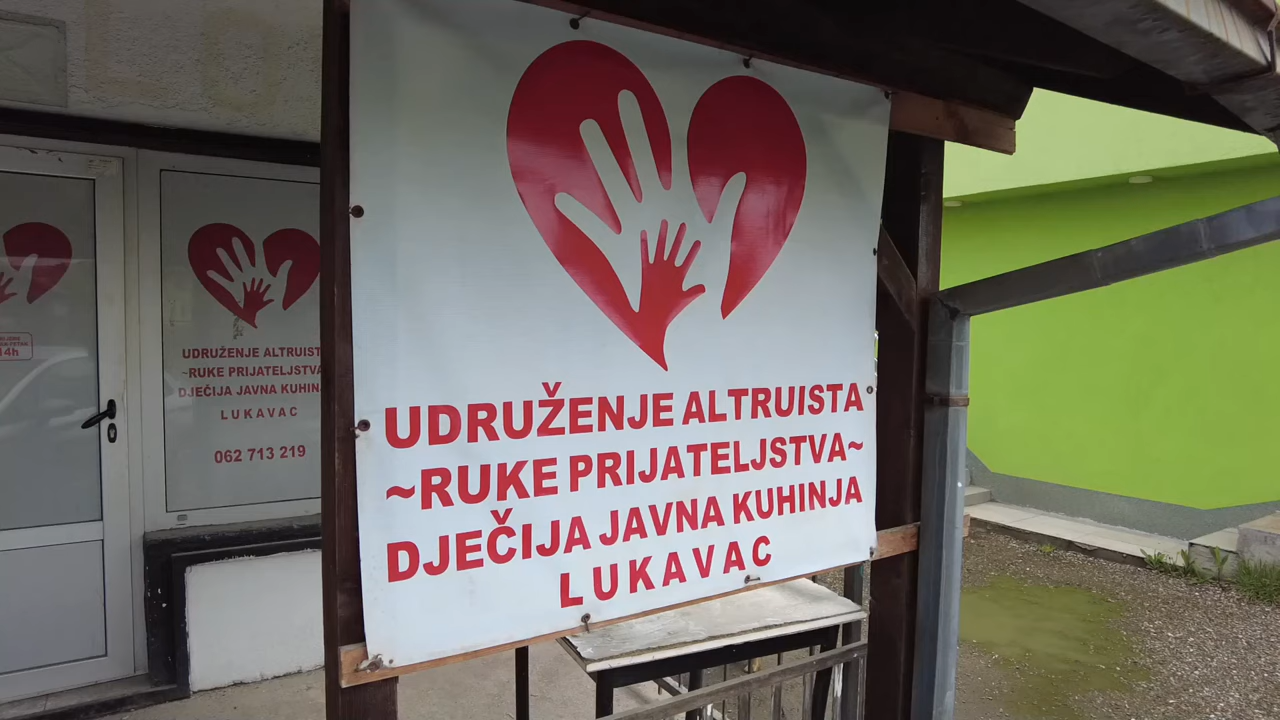 UDRUŽENJE ALTRUISTA
~RUKE PRIJATELJSTVA~
DJEČIJA JAVNA KUHINJA
LUKAVAC
UDRUŽENJE ALTRUIST
~RUKE PRIJATELJSTVA
DJEČIJA JAVNA KUHINJ
LUKAVAC
062 713 219
14h